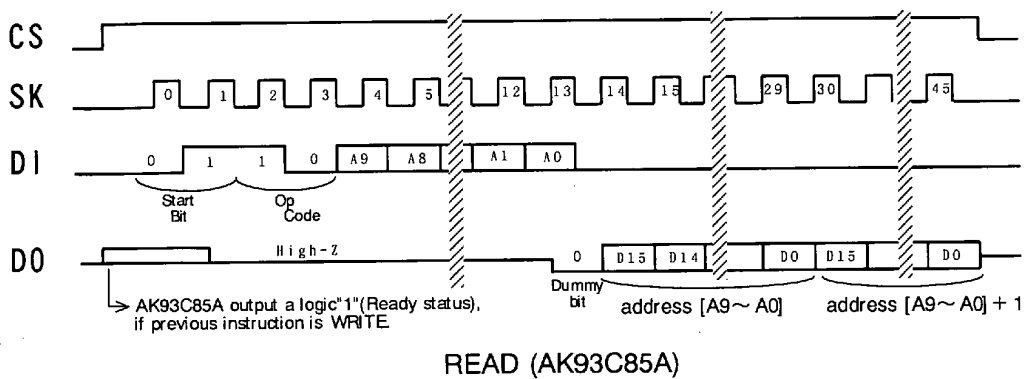 CS
SK 0 1 2 3 4 5 12 13 14 15 29 30 45
DI 0 1 1 0 A9 A8 A1 A0
Start Bit
Op Code
DO High-Z 0 D15 D14 D0 D15 D0
Dummy bit
address [A9～A0]
address [A9～A0] + 1
AK93C85A output a logic"1"(Ready status),
if previous instruction is WRITE.
READ (AK93C85A)